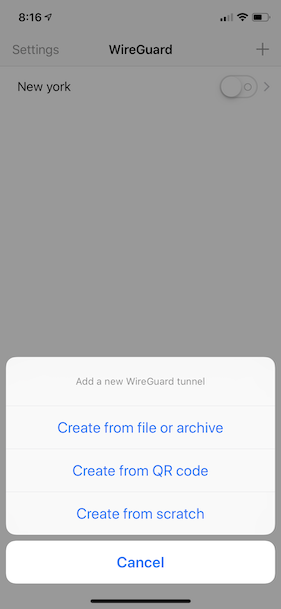 8:16
Settings
WireGuard
New york
Add a new WireGuard tunnel
Create from file or archive
Create from QR code
Create from scratch
Cancel